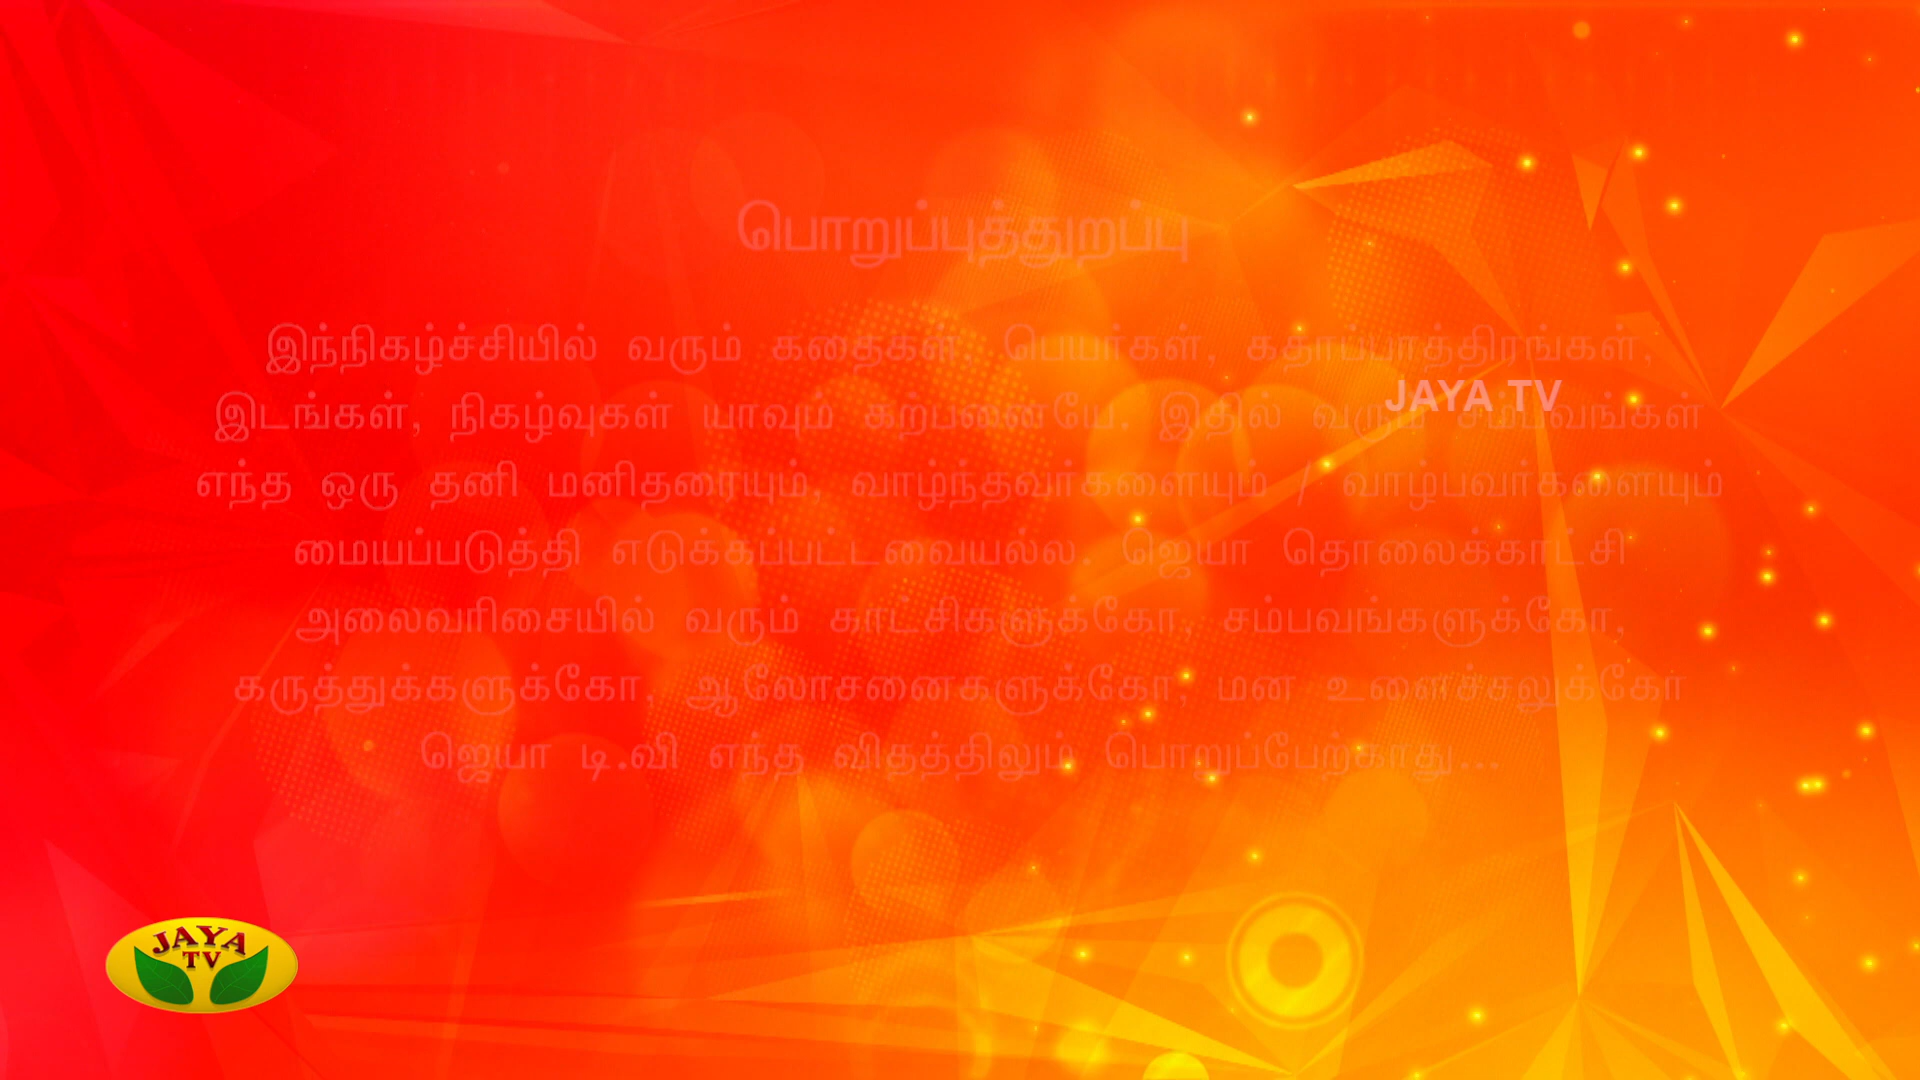 பொறுப்புத்துறப்பு
இந்நிகழ்ச்சியில் வரும் கதைகள், பெயர்கள், கதாப்பாத்திரங்கள்,
இடங்கள், நிகழ்வுகள் யாவும் கற்பனையே. இதில் வரும் சம்பவங்கள்
JAYA TV
எந்த ஒரு தனி மனிதரையும், வாழ்ந்தவர்களையும் / வாழ்பவர்களையும்
மையப்படுத்தி எடுக்கப்பட்டவையல்ல. ஜெயா தொலைக்காட்சி
அலைவரிசையில் வரும் காட்சிகளுக்கோ, சம்பவங்களுக்கோ,
கருத்துக்களுக்கோ, ஆலோசனைகளுக்கோ, மன உளைச்சலுக்கோ
ஜெயா டி.வி எந்த விதத்திலும் பொறுப்பேற்காது...
JAYA
TV